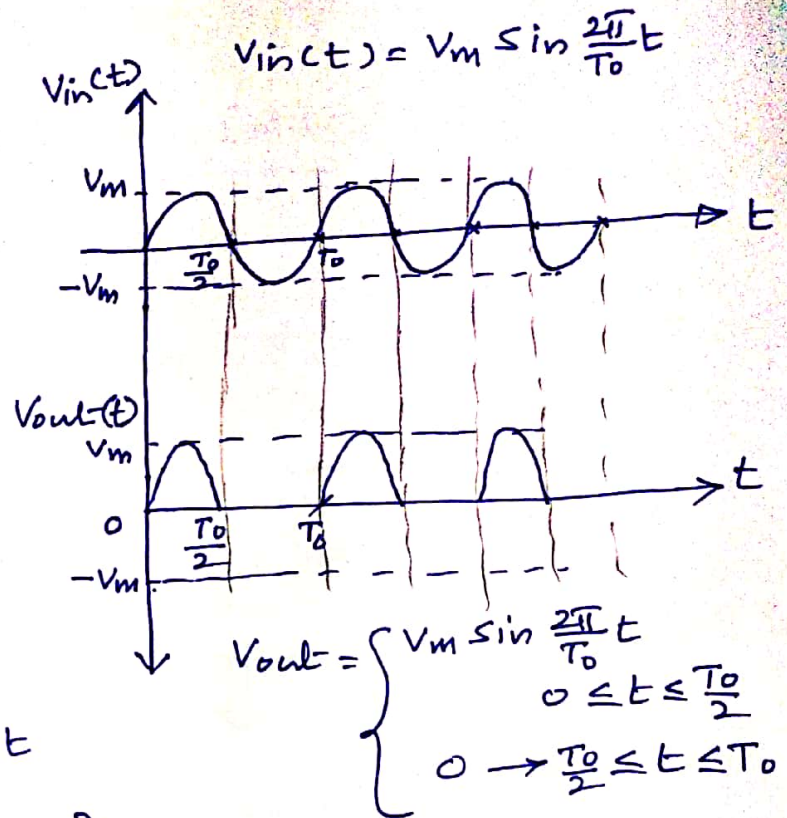 Vin(t) = Vm Sin 2π/T0 t
Vin(t)
Vm
t
T0/2
T0
-Vm
Vout(t)
Vm
t
0
T0/2
T0
-Vm
Vout = { Vm Sin 2π/T0 t
0 ≤ t ≤ T0/2
t
0 → T0/2 ≤ t ≤ T0